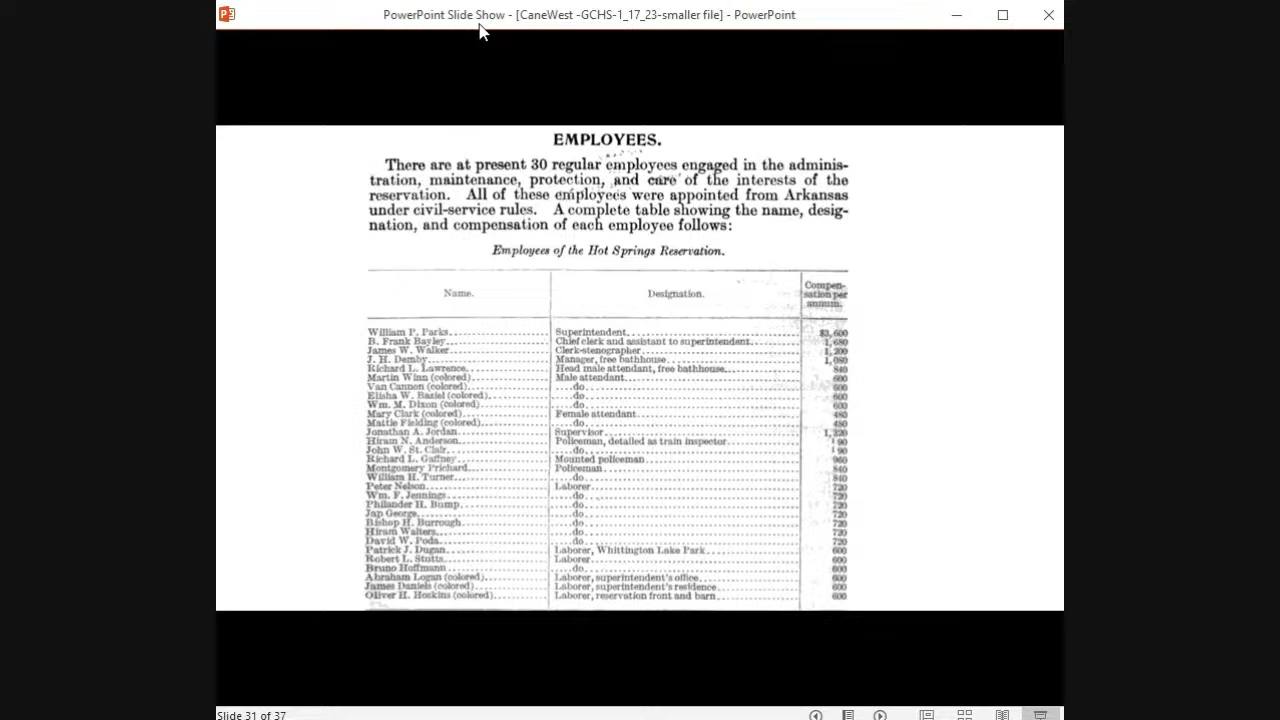 PowerPoint Slide Show - [CaneWest -GCHS-1_17_23-smaller file] - PowerPoint
EMPLOYEES.
There are at present 30 regular employees engaged in the adminis-
tration, maintenance, protection, and care of the interests of the
reservation. All of these employees were appointed from Arkansas
under civil-service rules. A complete table showing the name, desig-
nation, and compensation of each employee follows:
Employees of the Hot Springs Reservation.
Name. Designation. Compen-
sation per
annum.
William P. Parks Superintendent $3,600
B. Frank Bayley Chief clerk and assistant to superintendent
James W. Walker Clerk-stenographer 1,200
J. H. Demby Manager, free bathhouse 1,080
Richard L. Lawrence Head male attendant, free bathhouse 840
Martin Winn (colored) Male attendant 600
Van Cannon (colored) do 600
Elisha W. Baziel (colored) do 600
Wm. M. Dixon (colored) do 600
Mary Clark (colored) Female attendant 480
Mattie Fielding (colored) do 480
Jonathan A. Jordan Supervisor
Hiram N. Anderson Policeman, detailed as train inspector
John W. St. Clair do
Richard L. Gaffney Mounted policeman 960
Montgomery Prichard Policeman 840
William H. Turner do 840
Peter Nelson Laborer 720
Wm. F. Jennings do 720
Philander H. Bump do 720
Jap George do 720
Bishop H. Burrough do 720
Hiram Walters do 720
David W. Poda do 720
Patrick J. Dugan Laborer, Whittington Lake Park 600
Robert L. Stutts Laborer 600
Bruno Hoffmann do 600
Abraham Logan (colored) Laborer, superintendent's office 600
James Daniels (colored) Laborer, superintendent's residence 600
Oliver H. Hoskins (colored) Laborer, reservation front and barn 600
Slide 31 of 37